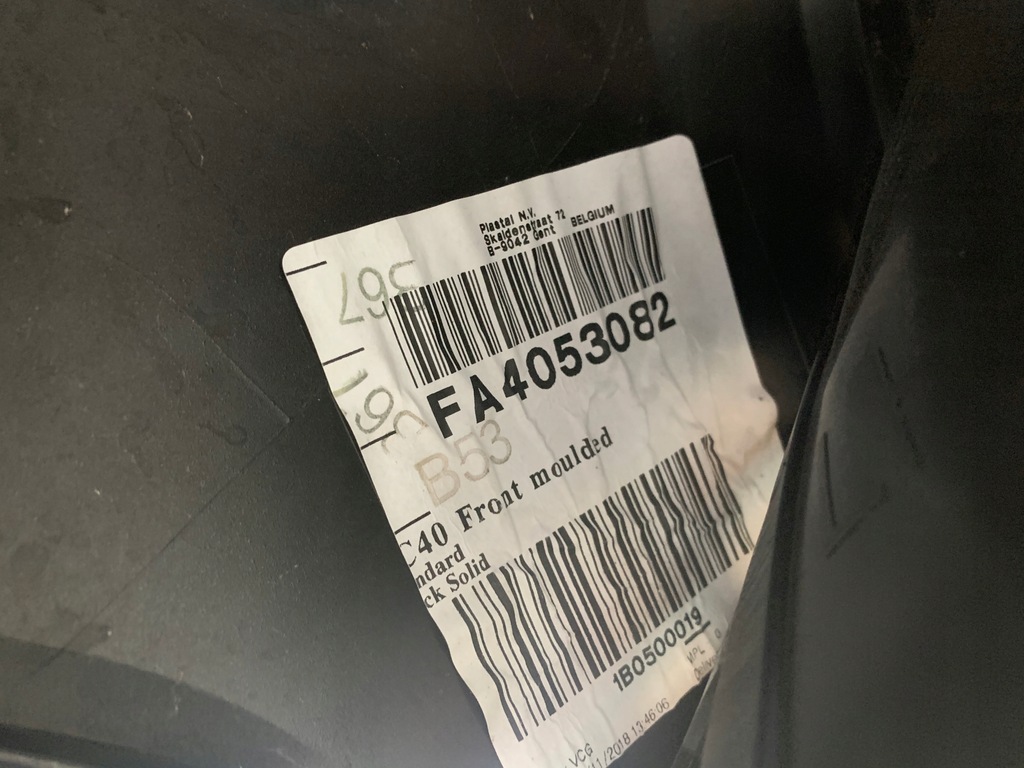 Plastal N.V.
Skaldenstraat 72
B-9042 Gent BELGIUM
567
FA4053082
B53
C40 Front moulded
ndard
ck Solid
1B0500019
VCG
/2018 13:46:06